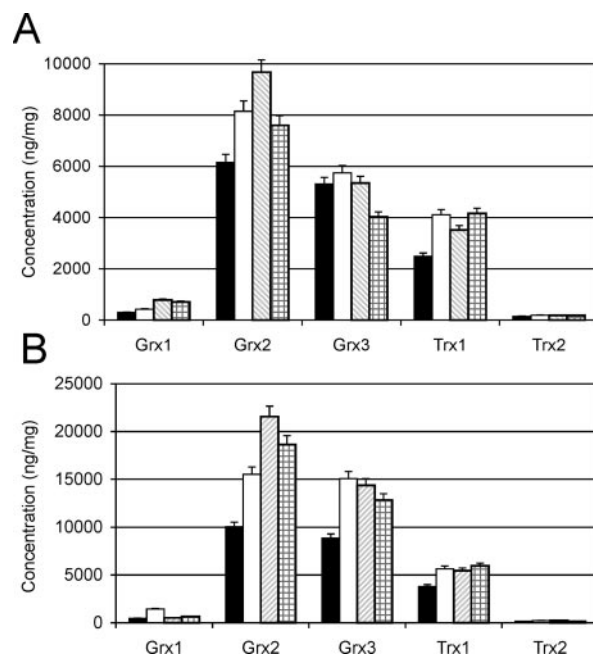 A
Concentration (ng/mg)
10000
8000
6000
4000
2000
0
Grx1 Grx2 Grx3 Trx1 Trx2
B
Concentration (ng/mg)
25000
20000
15000
10000
5000
0
Grx1 Grx2 Grx3 Trx1 Trx2